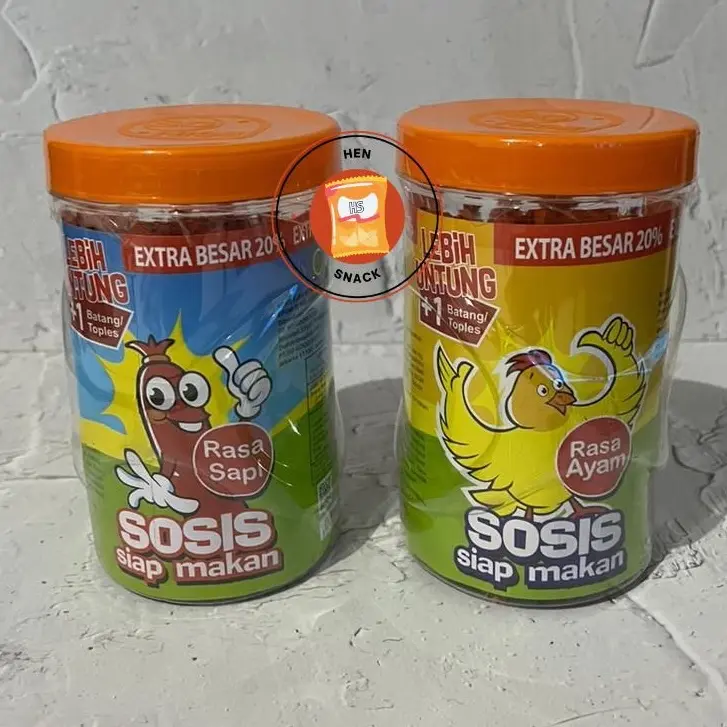 HEN
HS
SNACK
LEBIH
UNTUNG
+1 Batang/
Toples
EXTRA BESAR 20%
Rasa
Sapi
SOSIS
siap makan
LEBIH
UNTUNG
+1 Batang/
Toples
EXTRA BESAR 20%
Rasa
Ayam
SOSIS
siap makan